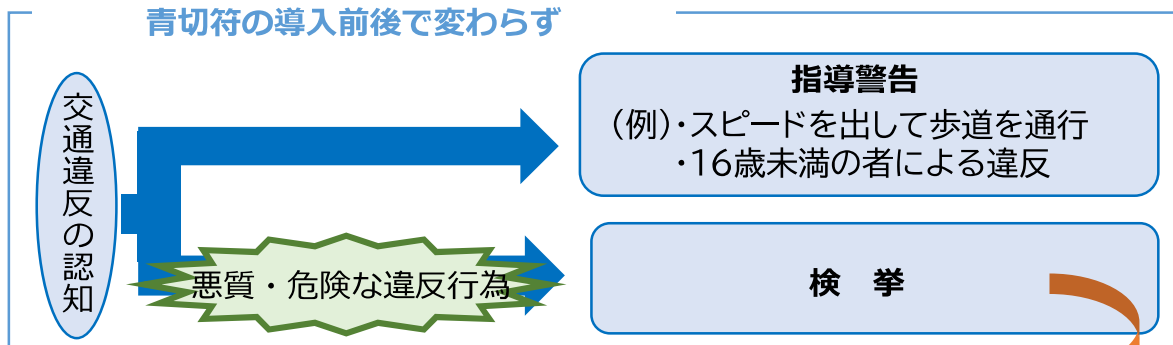 青切符の導入前後で変わらず
交通違反の認知
指導警告
（例）・スピードを出して歩道を通行
・16歳未満の者による違反
悪質・危険な違反行為
検　挙